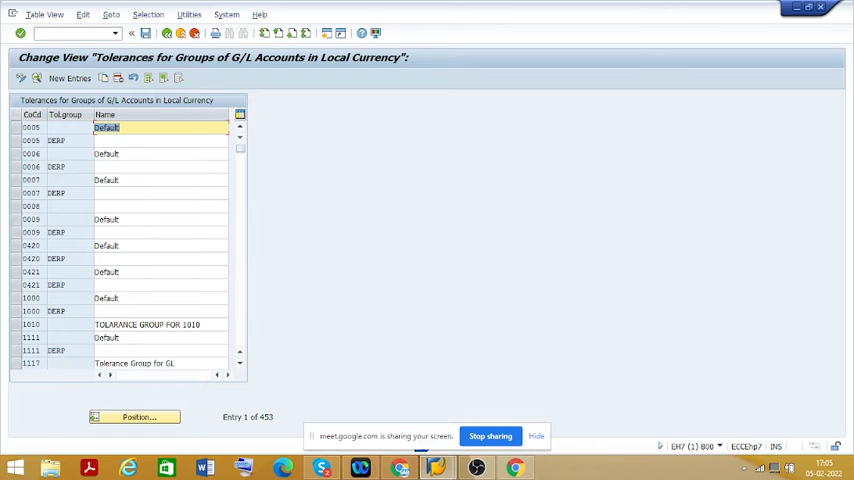 Table View Edit Goto Selection Utilities System Help
Change View "Tolerances for Groups of G/L Accounts in Local Currency":
New Entries
Tolerances for Groups of G/L Accounts in Local Currency
CoCd Tol.group Name
0005 Default
0005 DERP
0006 Default
0006 DERP
0007 Default
0007 DERP
0008
0009 Default
0009 DERP
0420 Default
0420 DERP
0421 Default
0421 DERP
1000 Default
1000 DERP
1010 TOLARANCE GROUP FOR 1010
1111 Default
1111 DERP
1117 Tolerance Group for GL
Position... Entry 1 of 453
meet.google.com is sharing your screen. Stop sharing Hide
EH7 (1) 800 ECCEhp7 INS
17:05
05-02-2022